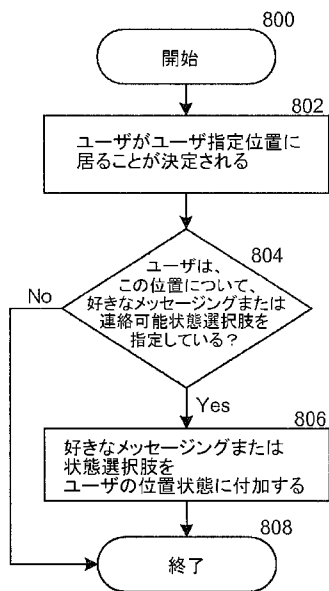 800
開始
802
ユーザがユーザ指定位置に
居ることが決定される
804
ユーザは、
この位置について、
好きなメッセージングまたは
連絡可能状態選択肢を
指定している?
No
Yes
806
好きなメッセージングまたは
状態選択肢を
ユーザの位置状態に付加する
808
終了